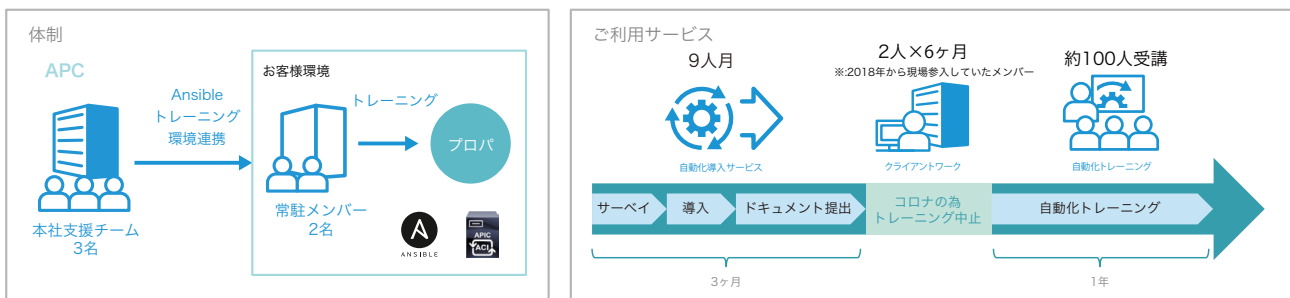 体制
APC
Ansible
トレーニング
環境連携
本社支援チーム
3名
お客様環境
トレーニング
プロパ
常駐メンバー
2名
ANSIBLE
APIC
ACI
ご利用サービス
9人月
自動化導入サービス
2人×6ヶ月
※:2018年から現場参入していたメンバー
クライアントワーク
約100人受講
自動化トレーニング
サーベイ
導入
ドキュメント提出
コロナの為
トレーニング中止
自動化トレーニング
3ヶ月
1年